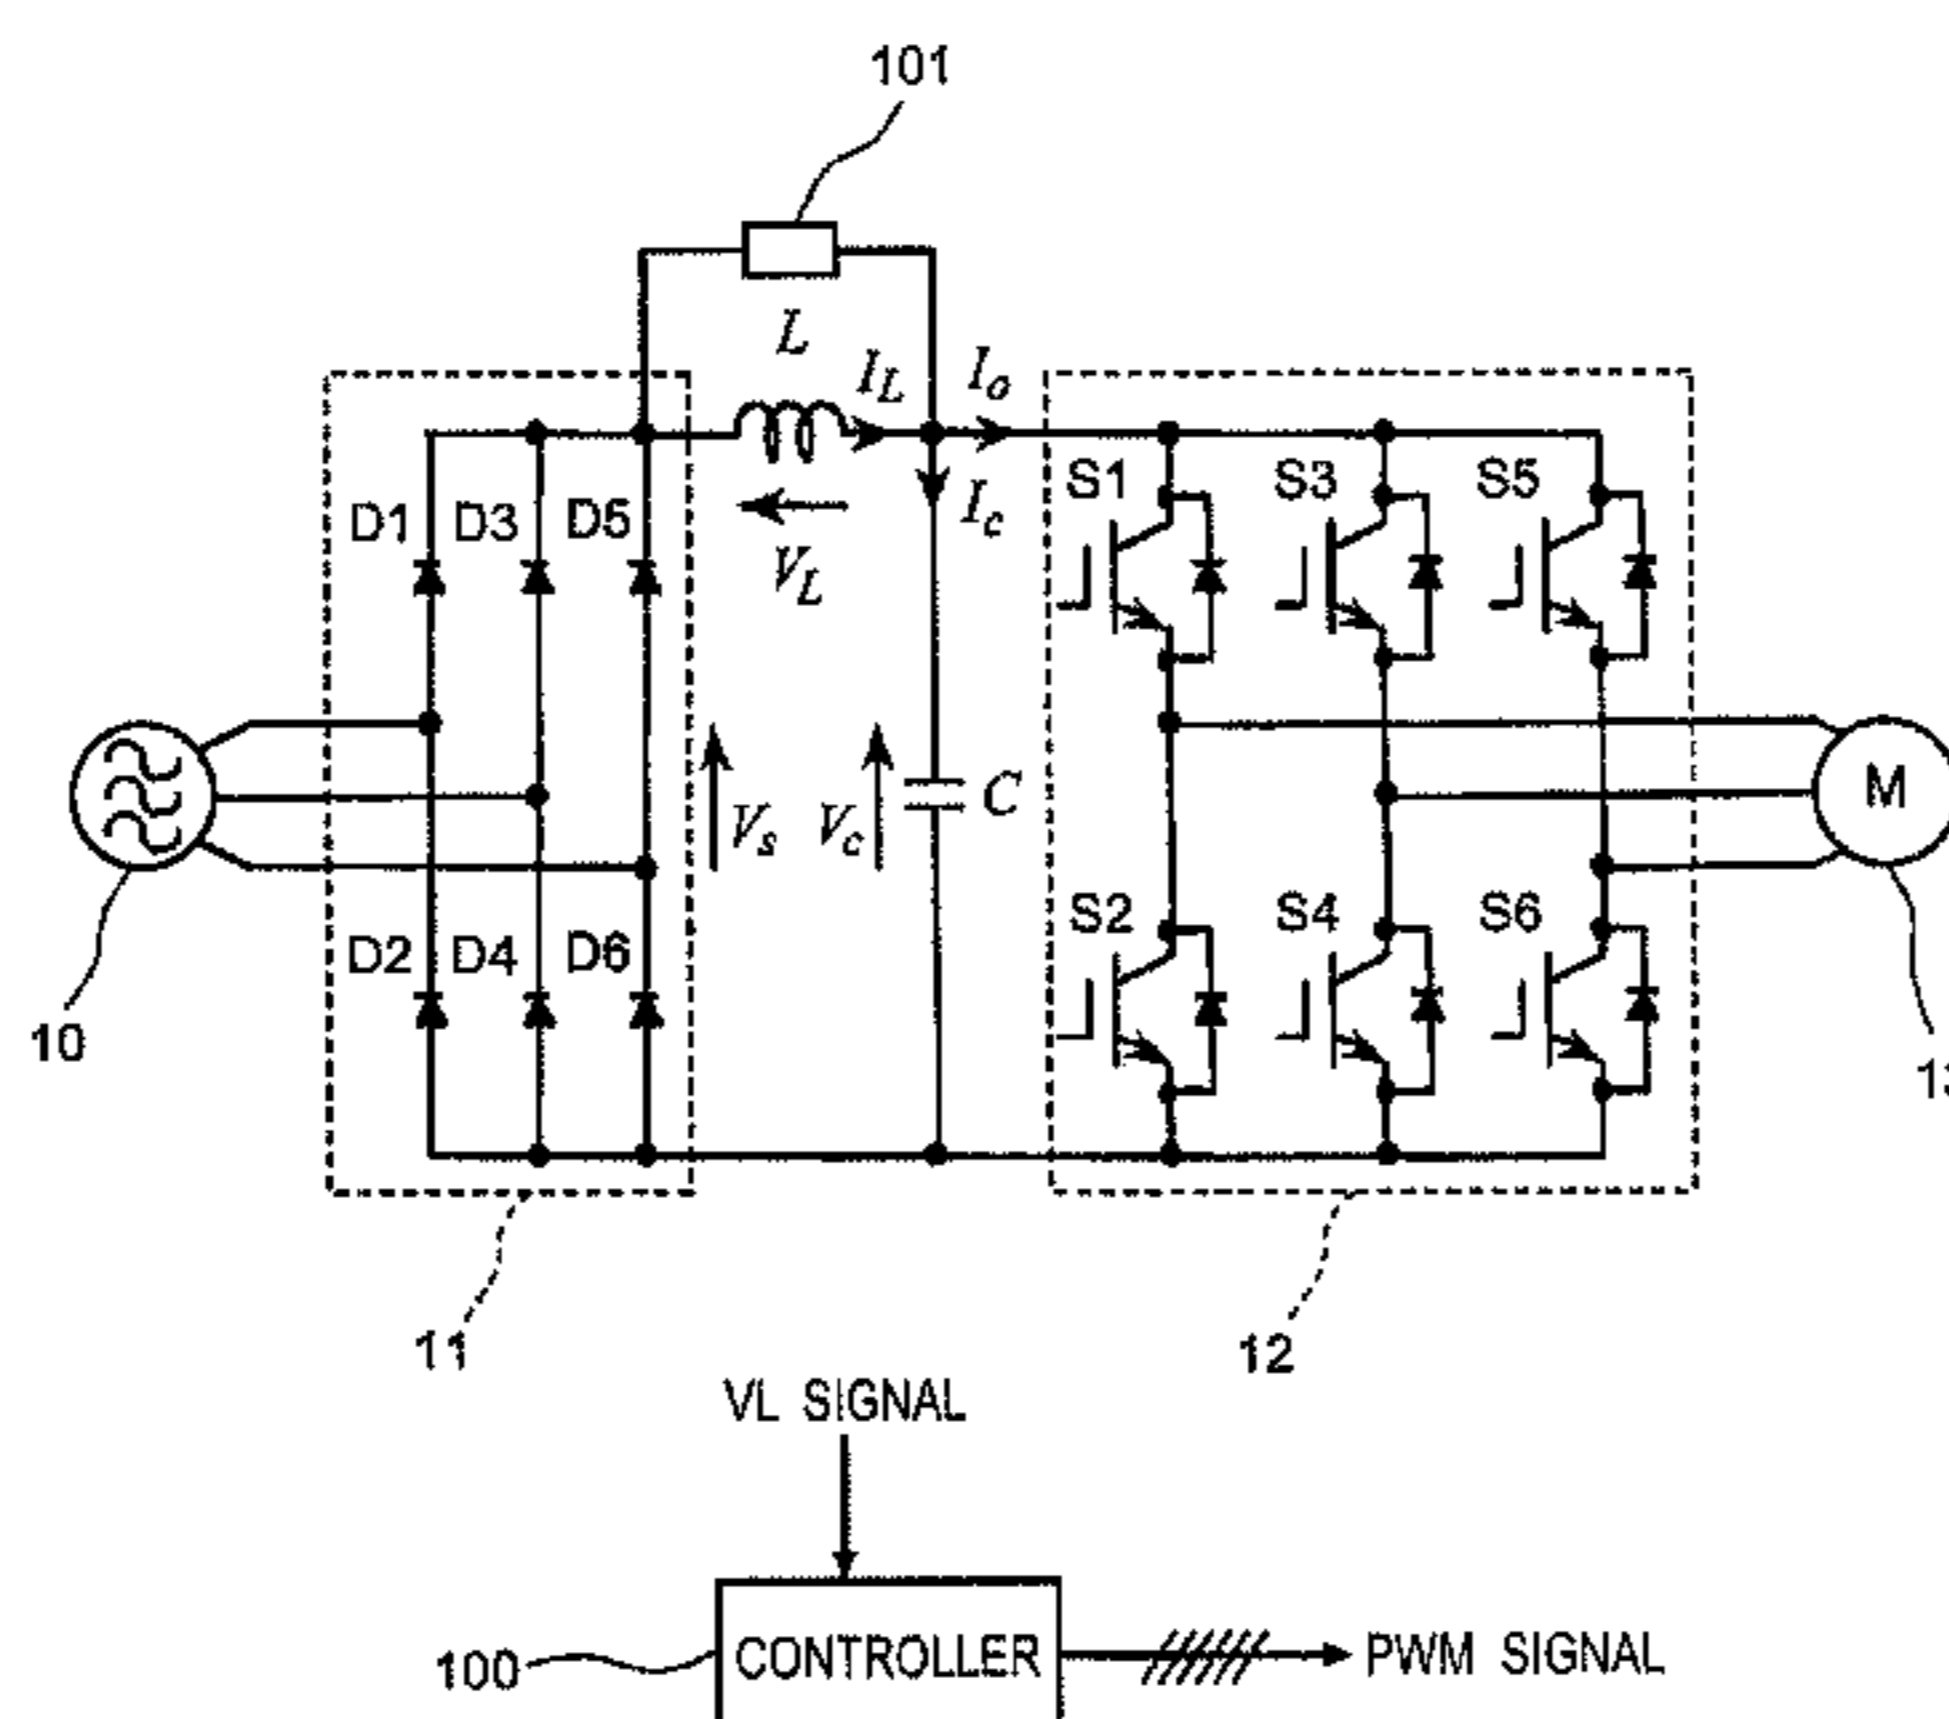 101
L
I_L
I_o
D1
D3
D5
V_L
I_c
S1
S3
S5
V_s
V_c
C
M
D2
D4
D6
S2
S4
S6
10
11
12
VL SIGNAL
100
CONTROLLER
PWM SIGNAL